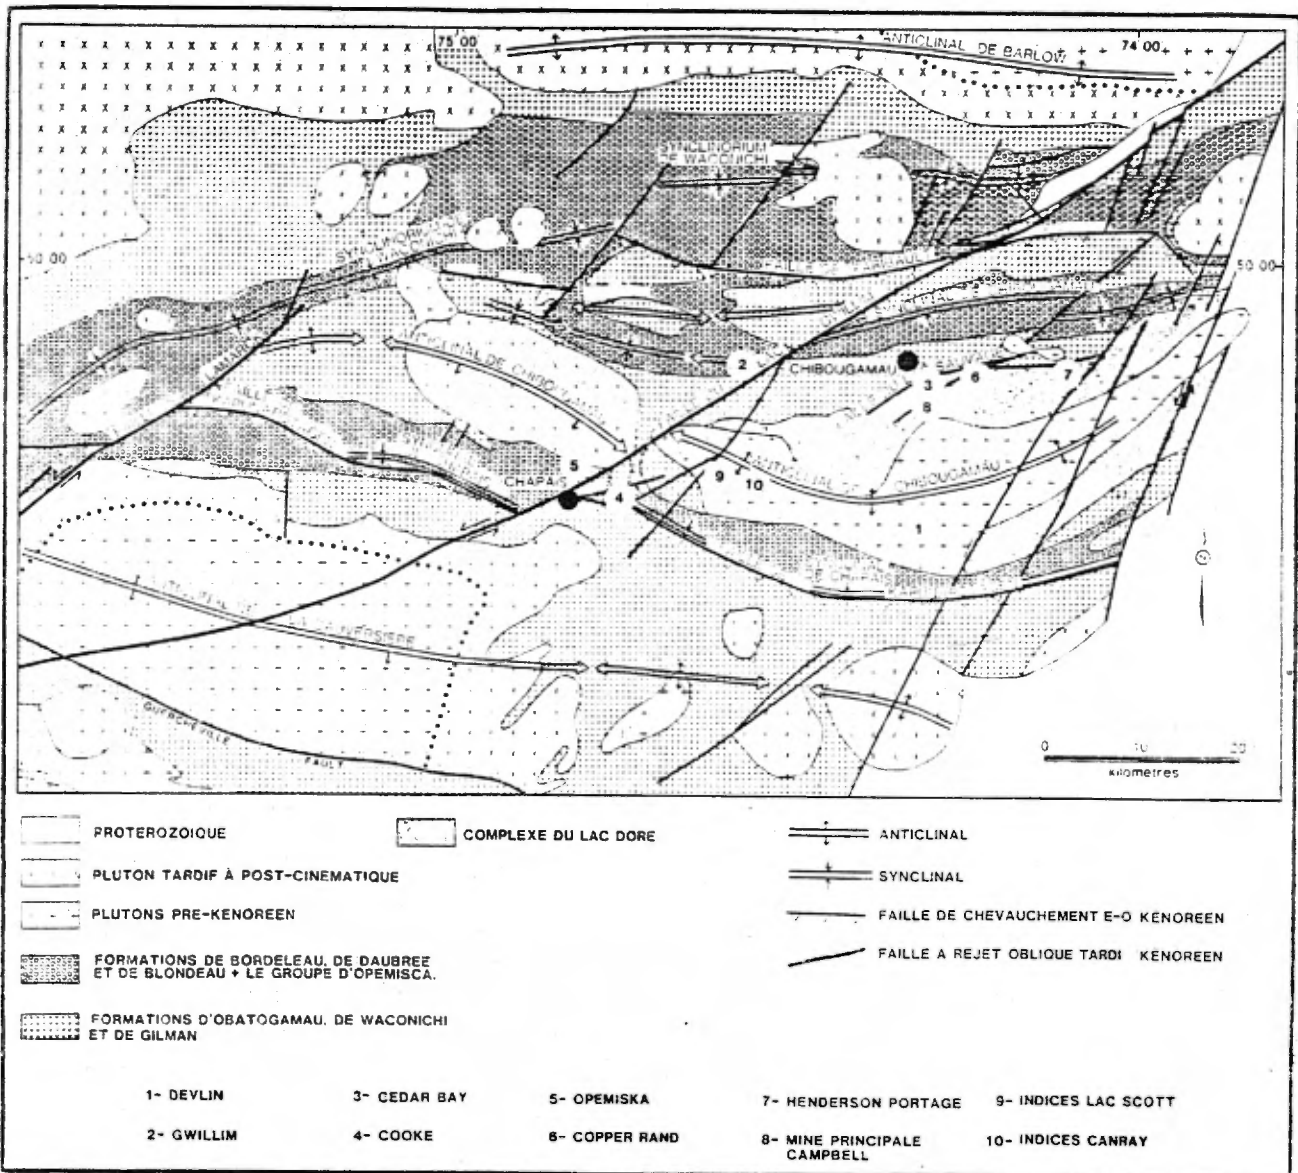 75 00
74 00
ANTICLINAL DE BARLOW
SYNCLINORIUM
DE WACONICHI
50 00
SYNCLINORIUM
FAILLE DE
ANTICLINAL DE CHIBOUGAMAU
2
CHIBOUGAMAU
3
6
7
8
5
CHAPAIS
4
9
10
ANTICLINAL DE CHIBOUGAMAU
1
DE CHAPAIS
GUERCHEVILLE
FAULT
0 10 20
kilometres
PROTEROZOIQUE
PLUTON TARDIF À POST-CINEMATIQUE
PLUTONS PRE-KENOREEN
FORMATIONS DE BORDELEAU, DE DAUBREE
ET DE BLONDEAU + LE GROUPE D'OPEMISCA.
FORMATIONS D'OBATOGAMAU, DE WACONICHI
ET DE GILMAN
COMPLEXE DU LAC DORE
ANTICLINAL
SYNCLINAL
FAILLE DE CHEVAUCHEMENT E-O KENOREEN
FAILLE A REJET OBLIQUE TARDI KENOREEN
1- DEVLIN
3- CEDAR BAY
5- OPEMISKA
7- HENDERSON PORTAGE
9- INDICES LAC SCOTT
2- GWILLIM
4- COOKE
6- COPPER RAND
8- MINE PRINCIPALE
CAMPBELL
10- INDICES CANRAY